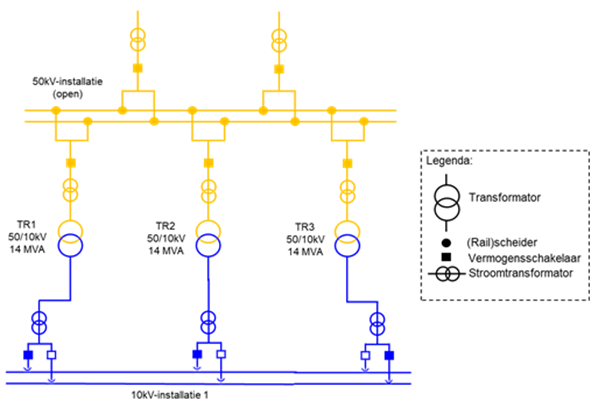 50kV-installatie
(open)
TR1
50/10kV
14 MVA
TR2
50/10kV
14 MVA
TR3
50/10kV
14 MVA
10kV-installatie 1
Legenda:
Transformator
(Rail)scheider
Vermogensschakelaar
Stroomtransformator